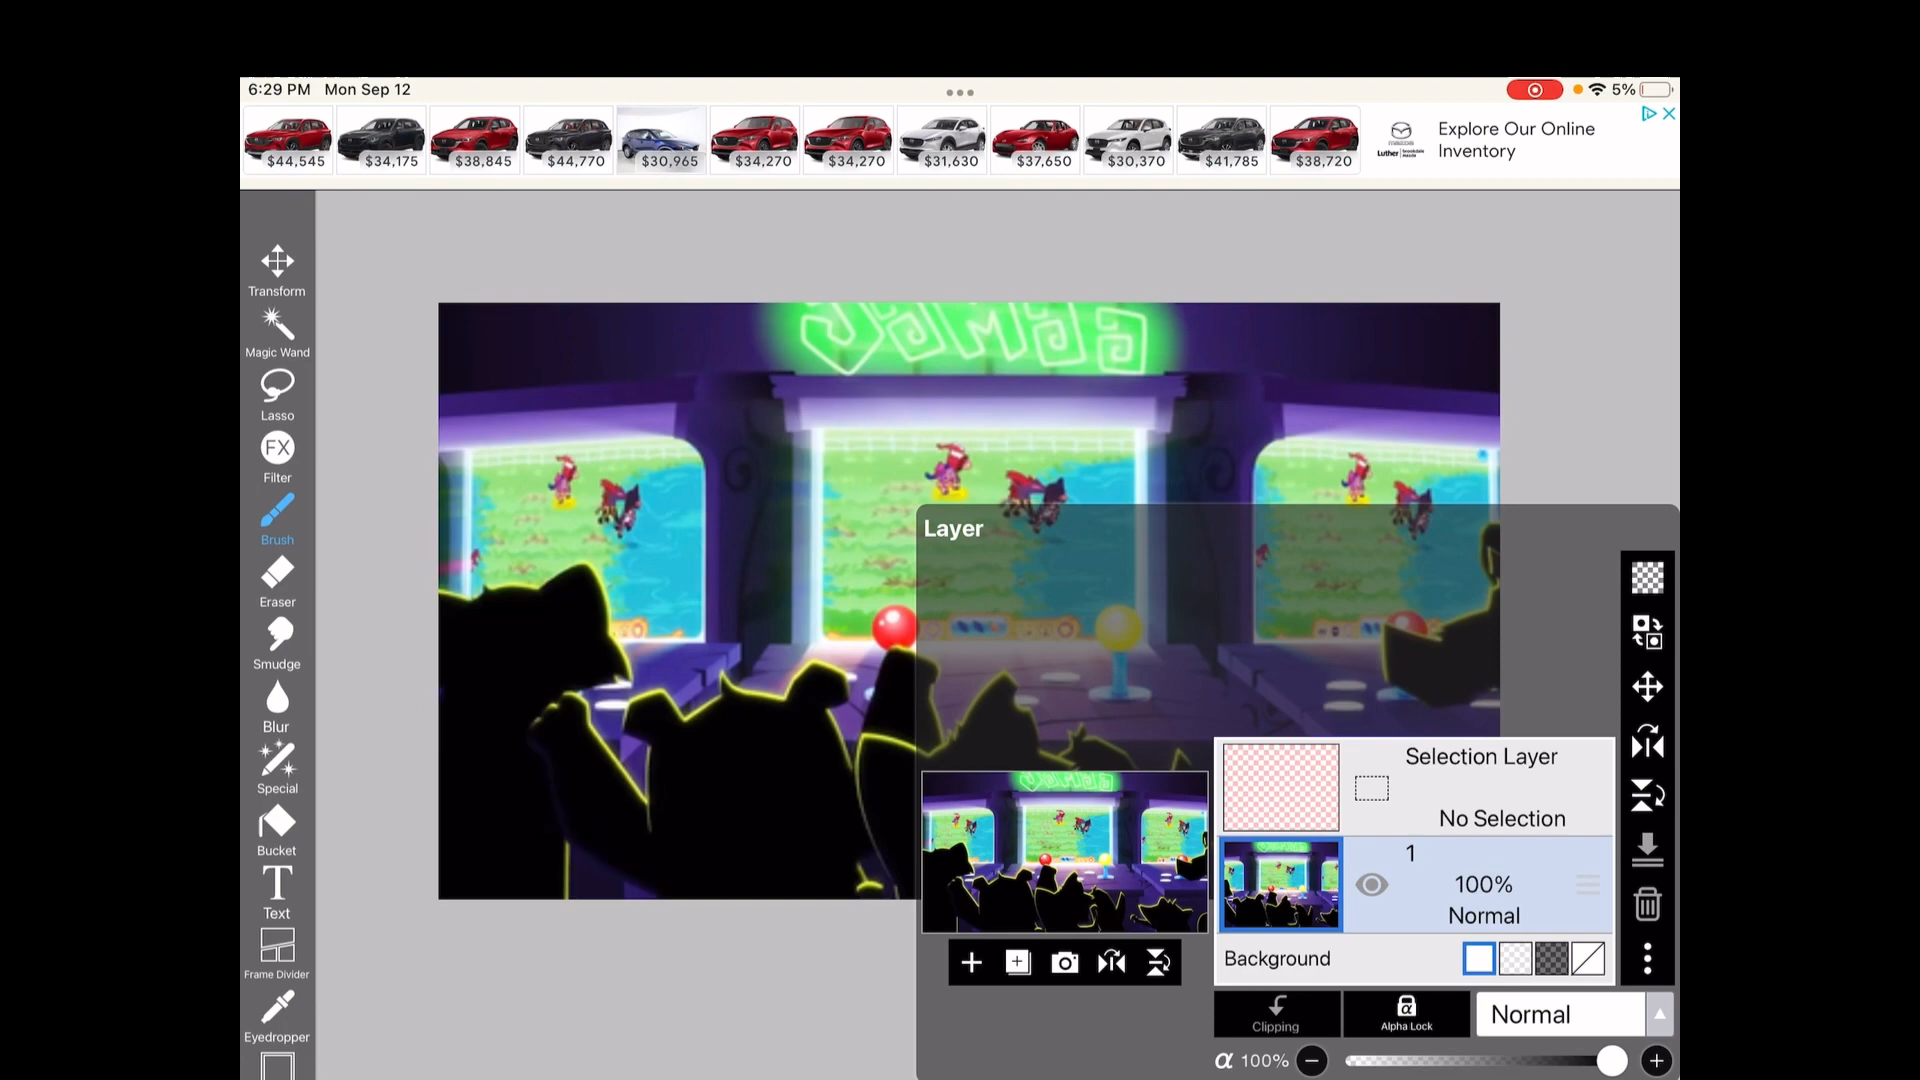 6:29 PM Mon Sep 12
5%
$44,545
$34,175
$38,845
$44,770
$30,965
$34,270
$34,270
$31,630
$37,650
$30,370
$41,785
$38,720
Luther
Explore Our Online
Inventory
Transform
Magic Wand
Lasso
FX
Filter
Brush
Eraser
Smudge
Blur
Special
Bucket
T
Text
Frame Divider
Eyedropper
JAMAA
Layer
Selection Layer
No Selection
1
100%
Normal
Background
Clipping
α
Alpha Lock
Normal
α 100%